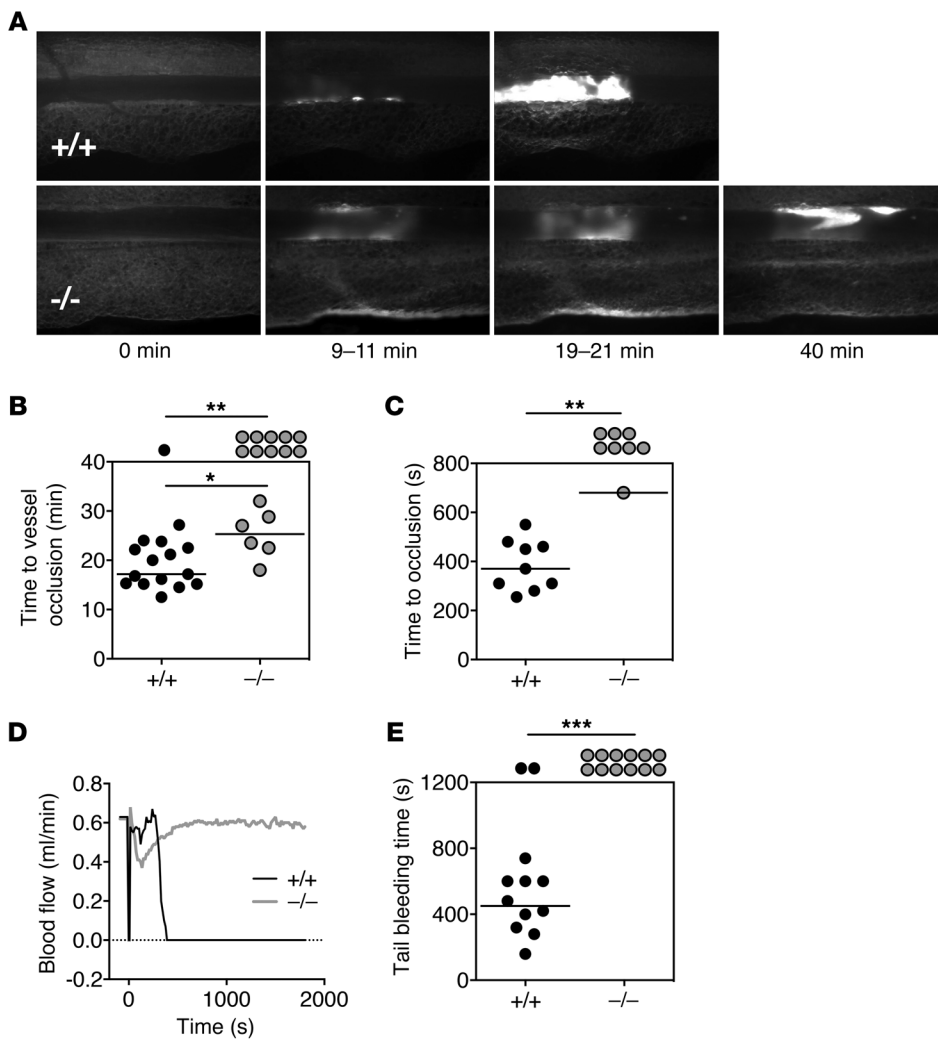 A
+/+
-/-
0 min
9–11 min
19–21 min
40 min
B
**
*
40
30
20
10
0
Time to vessel
occlusion (min)
+/+
–/–
C
**
800
600
400
200
0
Time to occlusion (s)
+/+
–/–
D
0.8
0.6
0.4
0.2
0.0
-0.2
Blood flow (ml/min)
+/+
–/–
0
1000
2000
Time (s)
E
***
1200
800
400
0
Tail bleeding time (s)
+/+
–/–